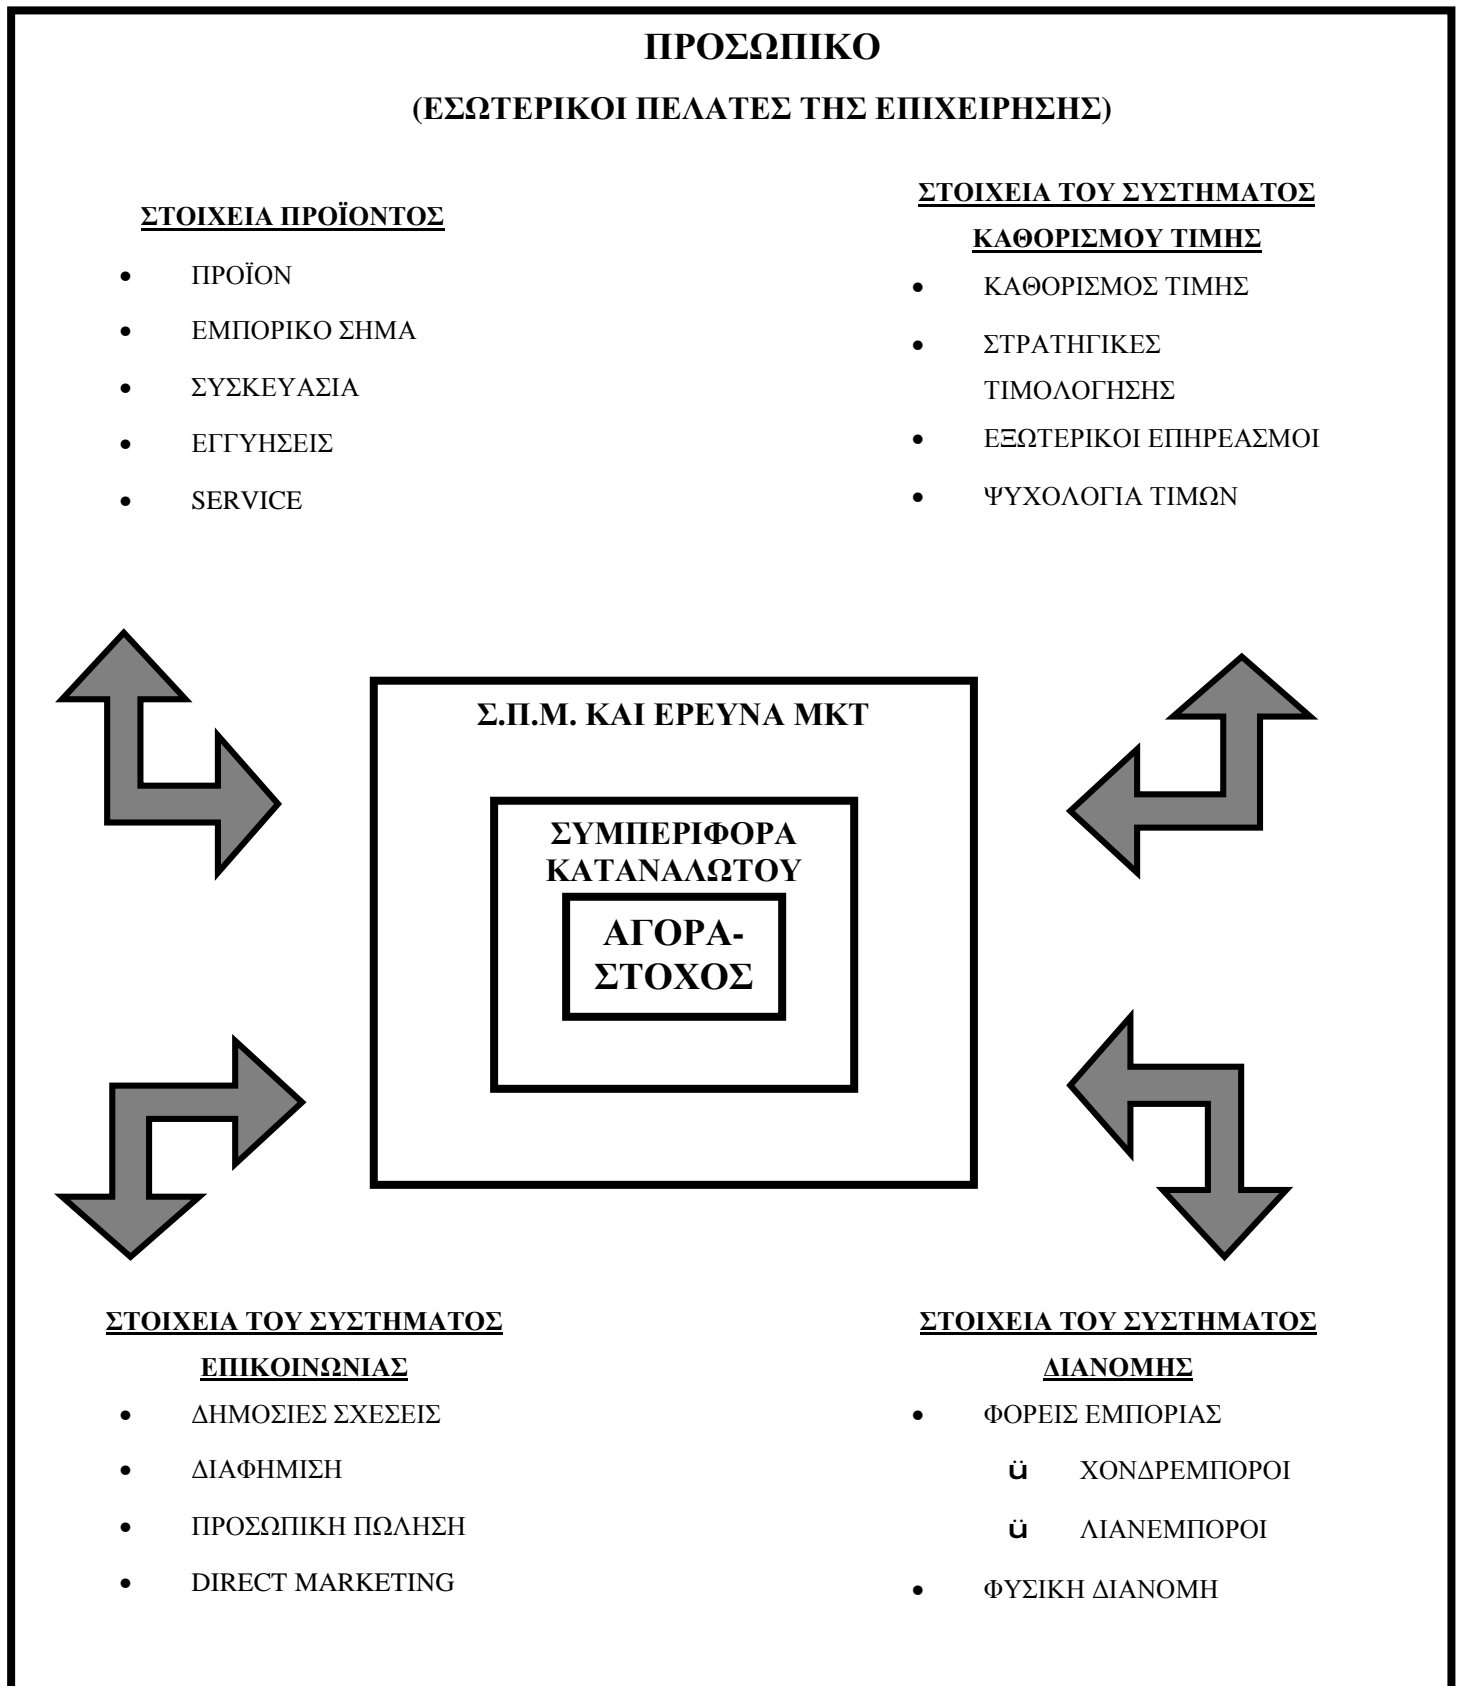 ΠΡΟΣΩΠΙΚΟ
(ΕΣΩΤΕΡΙΚΟΙ ΠΕΛΑΤΕΣ ΤΗΣ ΕΠΙΧΕΙΡΗΣΗΣ)
ΣΤΟΙΧΕΙΑ ΠΡΟΪΟΝΤΟΣ
• ΠΡΟΪΟΝ
• ΕΜΠΟΡΙΚΟ ΣΗΜΑ
• ΣΥΣΚΕΥΑΣΙΑ
• ΕΓΓΥΗΣΕΙΣ
• SERVICE
ΣΤΟΙΧΕΙΑ ΤΟΥ ΣΥΣΤΗΜΑΤΟΣ
ΚΑΘΟΡΙΣΜΟΥ ΤΙΜΗΣ
• ΚΑΘΟΡΙΣΜΟΣ ΤΙΜΗΣ
• ΣΤΡΑΤΗΓΙΚΕΣ
ΤΙΜΟΛΟΓΗΣΗΣ
• ΕΞΩΤΕΡΙΚΟΙ ΕΠΗΡΕΑΣΜΟΙ
• ΨΥΧΟΛΟΓΙΑ ΤΙΜΩΝ
Σ.Π.Μ. ΚΑΙ ΕΡΕΥΝΑ ΜΚΤ
ΣΥΜΠΕΡΙΦΟΡΑ
ΚΑΤΑΝΑΛΩΤΟΥ
ΑΓΟΡΑ-
ΣΤΟΧΟΣ
ΣΤΟΙΧΕΙΑ ΤΟΥ ΣΥΣΤΗΜΑΤΟΣ
ΕΠΙΚΟΙΝΩΝΙΑΣ
• ΔΗΜΟΣΙΕΣ ΣΧΕΣΕΙΣ
• ΔΙΑΦΗΜΙΣΗ
• ΠΡΟΣΩΠΙΚΗ ΠΩΛΗΣΗ
• DIRECT MARKETING
ΣΤΟΙΧΕΙΑ ΤΟΥ ΣΥΣΤΗΜΑΤΟΣ
ΔΙΑΝΟΜΗΣ
• ΦΟΡΕΙΣ ΕΜΠΟΡΙΑΣ
ü ΧΟΝΔΡΕΜΠΟΡΟΙ
ü ΛΙΑΝΕΜΠΟΡΟΙ
• ΦΥΣΙΚΗ ΔΙΑΝΟΜΗ